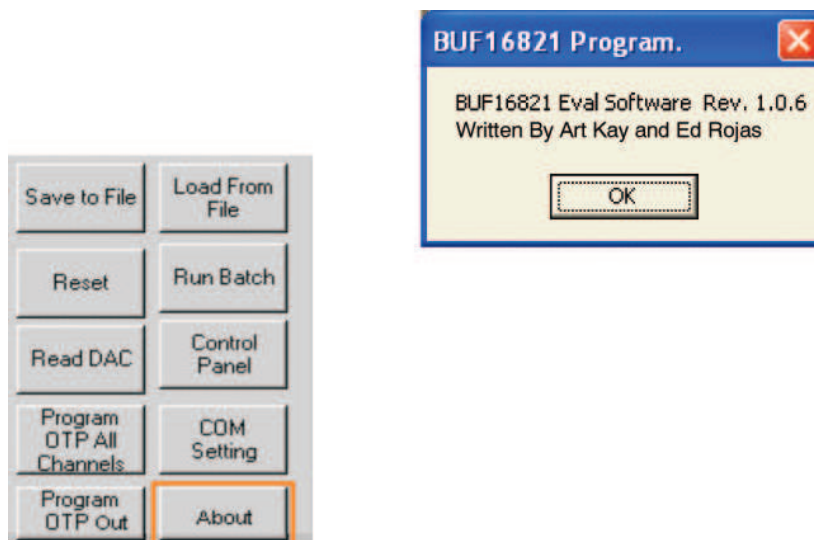 BUF16821 Program.
BUF16821 Eval Software Rev. 1.0.6
Written By Art Kay and Ed Rojas
OK
Save to File
Load From
File
Reset
Run Batch
Read DAC
Control
Panel
Program
OTP All
Channels
COM
Setting
Program
OTP Out
About